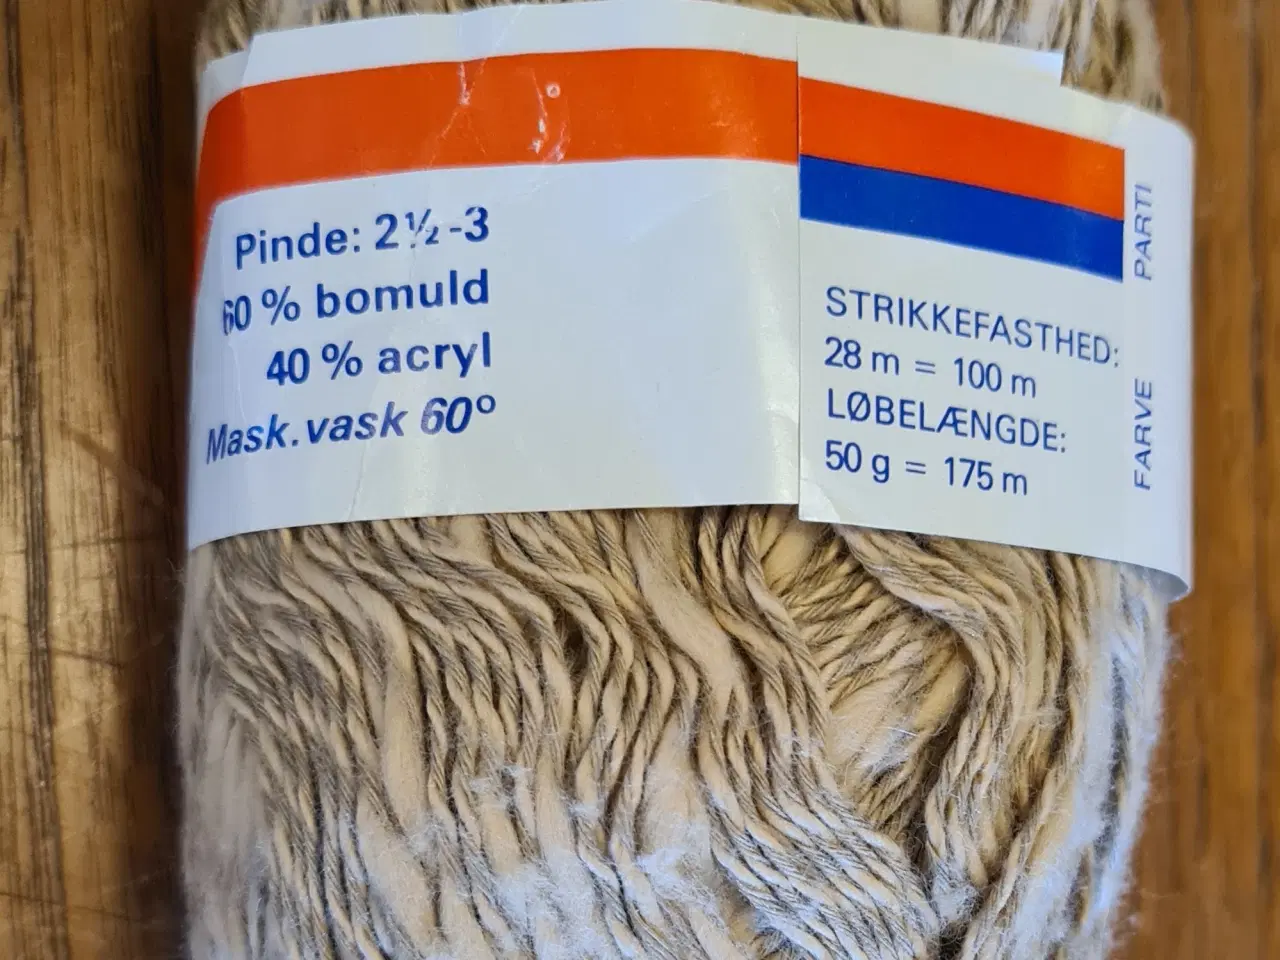 Pinde: 2½-3
60 % bomuld
40 % acryl
Mask. vask 60°
STRIKKEFASTHED:
28 m = 100 m
LØBELÆNGDE:
50 g = 175 m
PARTI
FARVE